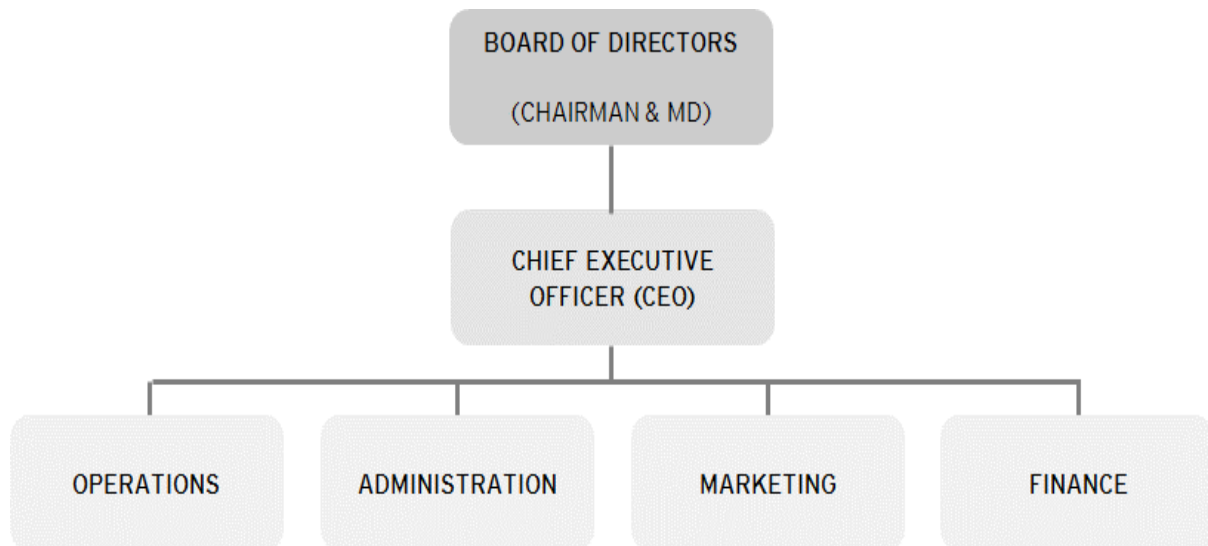 BOARD OF DIRECTORS
(CHAIRMAN & MD)
CHIEF EXECUTIVE
OFFICER (CEO)
OPERATIONS
ADMINISTRATION
MARKETING
FINANCE